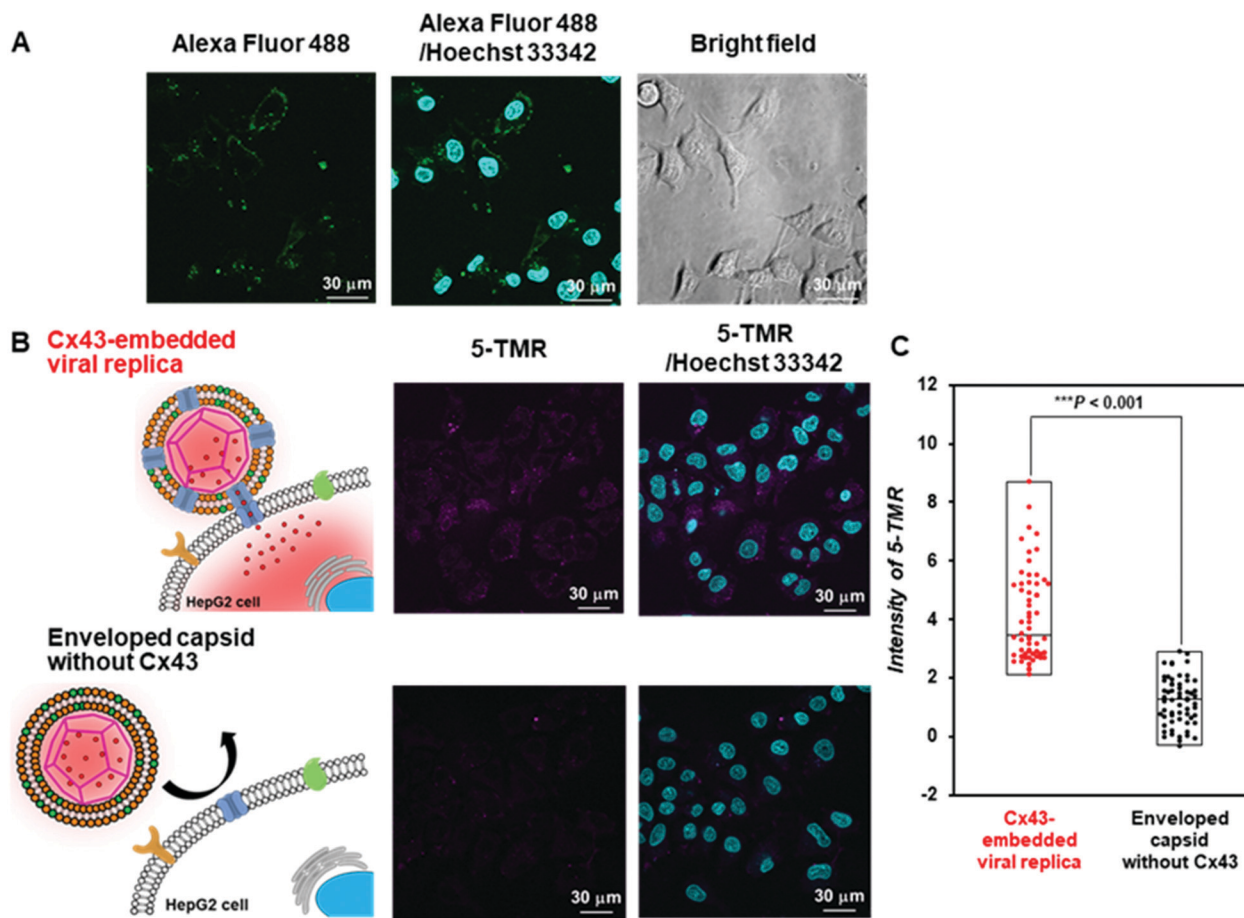 A
Alexa Fluor 488
Alexa Fluor 488
/Hoechst 33342
Bright field
30 μm
30 μm
30 μm
B
Cx43-embedded
viral replica
5-TMR
5-TMR
/Hoechst 33342
HepG2 cell
30 μm
30 μm
Enveloped capsid
without Cx43
HepG2 cell
30 μm
30 μm
C
12
10
8
6
4
2
0
-2
Intensity of 5-TMR
***P < 0.001
Cx43-
embedded
viral replica
Enveloped
capsid
without Cx43